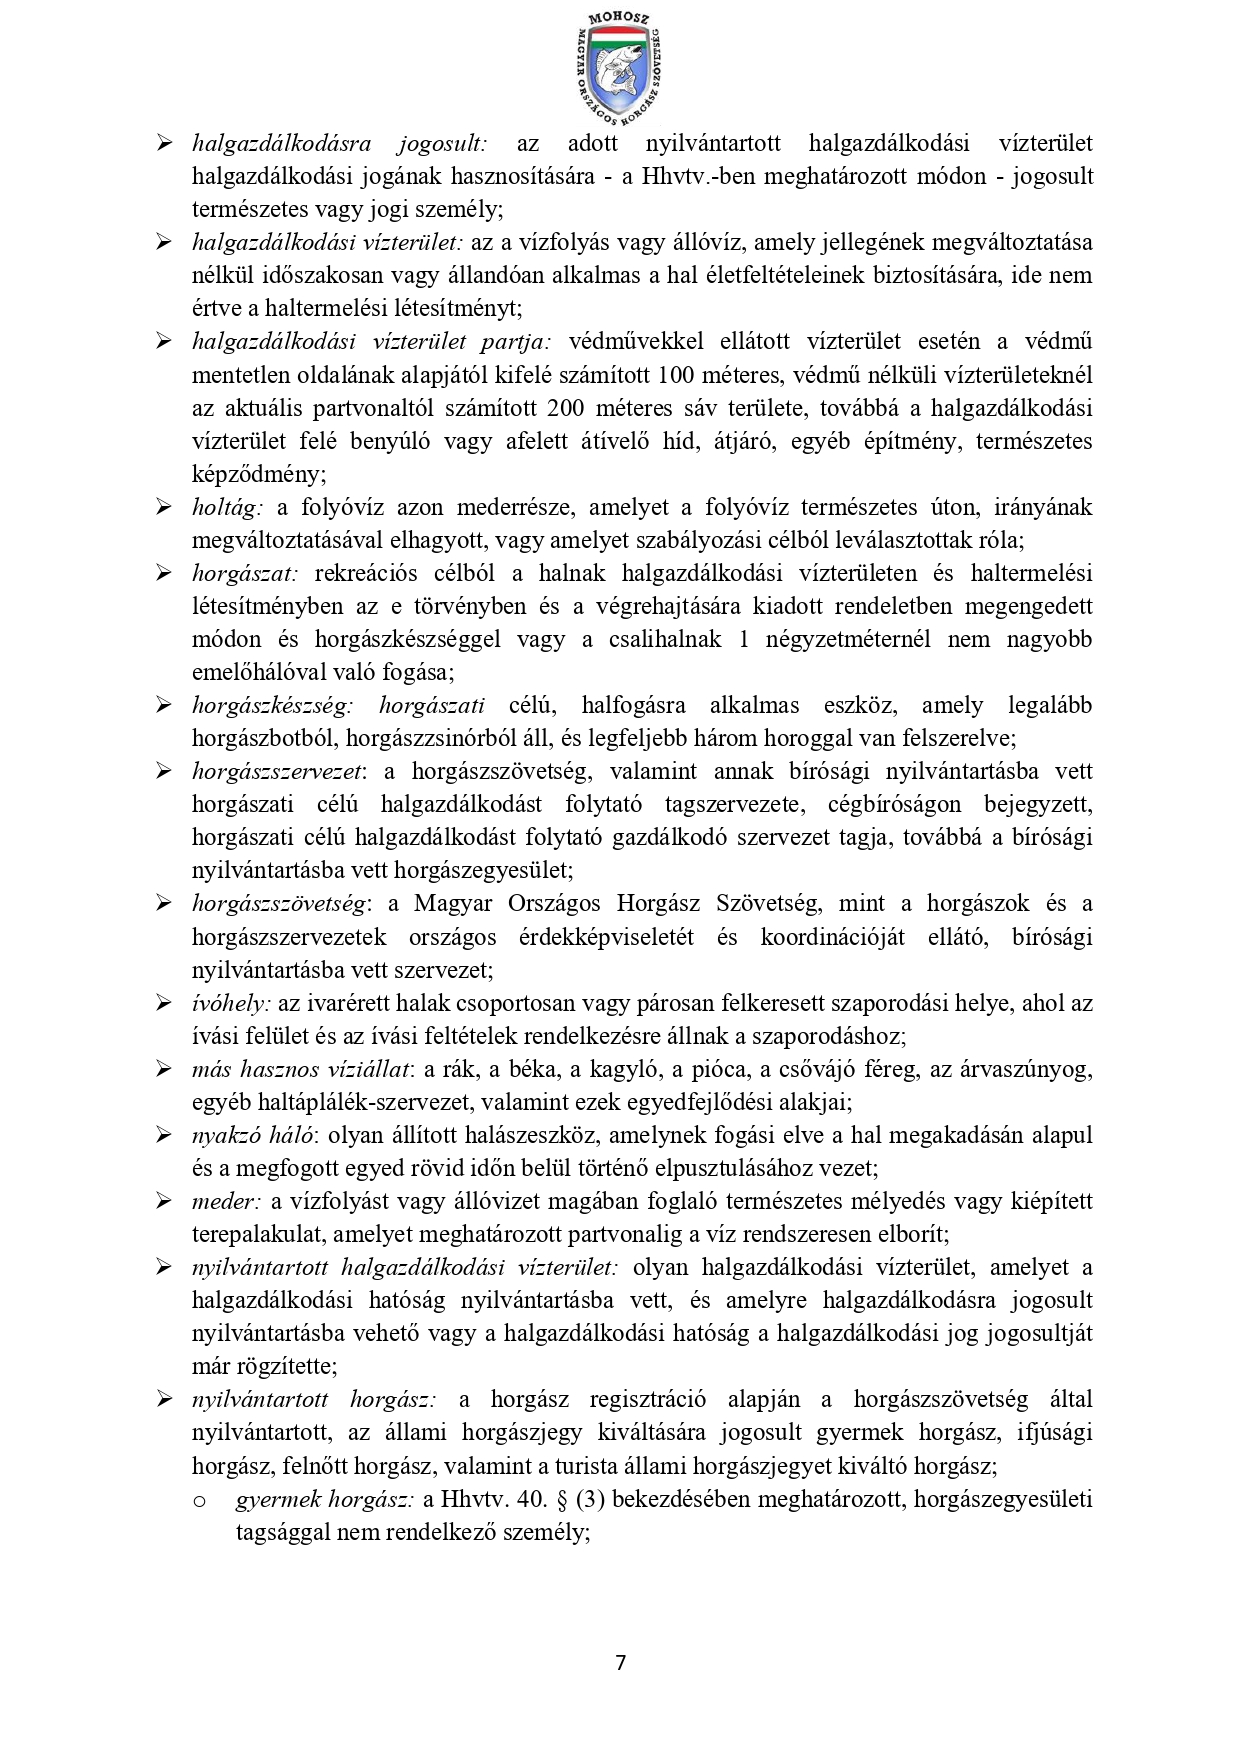 MOHOSZ
MAGYAR ORSZÁGOS HORGÁSZ SZÖVETSÉG
➢ halgazdálkodásra jogosult: az adott nyilvántartott halgazdálkodási vízterület
halgazdálkodási jogának hasznosítására - a Hhvtv.-ben meghatározott módon - jogosult
természetes vagy jogi személy;
➢ halgazdálkodási vízterület: az a vízfolyás vagy állóvíz, amely jellegének megváltoztatása
nélkül időszakosan vagy állandóan alkalmas a hal életfeltételeinek biztosítására, ide nem
értve a haltermelési létesítményt;
➢ halgazdálkodási vízterület partja: védművekkel ellátott vízterület esetén a védmű
mentetlen oldalának alapjától kifelé számított 100 méteres, védmű nélküli vízterületeknél
az aktuális partvonaltól számított 200 méteres sáv területe, továbbá a halgazdálkodási
vízterület felé benyúló vagy afelett átívelő híd, átjáró, egyéb építmény, természetes
képződmény;
➢ holtág: a folyóvíz azon mederrésze, amelyet a folyóvíz természetes úton, irányának
megváltoztatásával elhagyott, vagy amelyet szabályozási célból leválasztottak róla;
➢ horgászat: rekreációs célból a halnak halgazdálkodási vízterületen és haltermelési
létesítményben az e törvényben és a végrehajtására kiadott rendeletben megengedett
módon és horgászkészséggel vagy a csalihalnak 1 négyzetméternél nem nagyobb
emelőhálóval való fogása;
➢ horgászkészség: horgászati célú, halfogásra alkalmas eszköz, amely legalább
horgászbotból, horgászzsinórból áll, és legfeljebb három horoggal van felszerelve;
➢ horgászszervezet: a horgászszövetség, valamint annak bírósági nyilvántartásba vett
horgászati célú halgazdálkodást folytató tagszervezete, cégbíróságon bejegyzett,
horgászati célú halgazdálkodást folytató gazdálkodó szervezet tagja, továbbá a bírósági
nyilvántartásba vett horgászegyesület;
➢ horgászszövetség: a Magyar Országos Horgász Szövetség, mint a horgászok és a
horgászszervezetek országos érdekképviseletét és koordinációját ellátó, bírósági
nyilvántartásba vett szervezet;
➢ ívóhely: az ivarérett halak csoportosan vagy párosan felkeresett szaporodási helye, ahol az
ívási felület és az ívási feltételek rendelkezésre állnak a szaporodáshoz;
➢ más hasznos víziállat: a rák, a béka, a kagyló, a pióca, a csővájó féreg, az árvaszúnyog,
egyéb haltáplálék-szervezet, valamint ezek egyedfejlődési alakjai;
➢ nyakzó háló: olyan állított halászeszköz, amelynek fogási elve a hal megakadásán alapul
és a megfogott egyed rövid időn belül történő elpusztulásához vezet;
➢ meder: a vízfolyást vagy állóvizet magában foglaló természetes mélyedés vagy kiépített
terepalakulat, amelyet meghatározott partvonalig a víz rendszeresen elborít;
➢ nyilvántartott halgazdálkodási vízterület: olyan halgazdálkodási vízterület, amelyet a
halgazdálkodási hatóság nyilvántartásba vett, és amelyre halgazdálkodásra jogosult
nyilvántartásba vehető vagy a halgazdálkodási hatóság a halgazdálkodási jog jogosultját
már rögzítette;
➢ nyilvántartott horgász: a horgász regisztráció alapján a horgászszövetség által
nyilvántartott, az állami horgászjegy kiváltására jogosult gyermek horgász, ifjúsági
horgász, felnőtt horgász, valamint a turista állami horgászjegyet kiváltó horgász;
o gyermek horgász: a Hhvtv. 40. § (3) bekezdésében meghatározott, horgászegyesületi
tagsággal nem rendelkező személy;
7